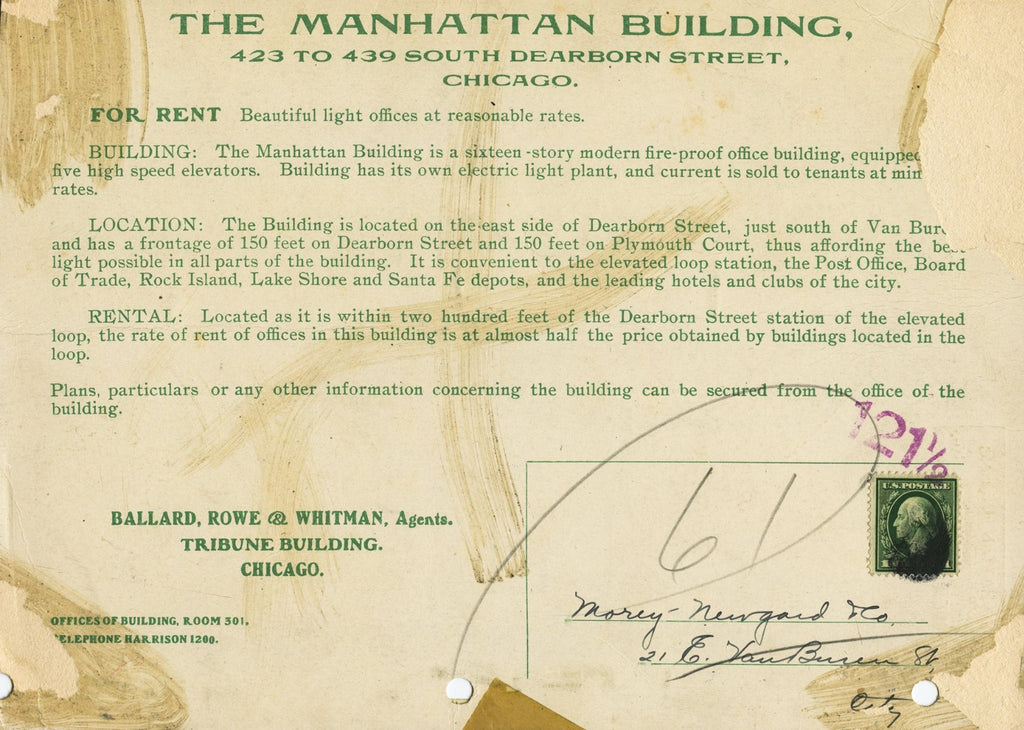 THE MANHATTAN BUILDING,
423 TO 439 SOUTH DEARBORN STREET,
CHICAGO.
FOR RENT Beautiful light offices at reasonable rates.
BUILDING: The Manhattan Building is a sixteen-story modern fire-proof office building, equipped
five high speed elevators. Building has its own electric light plant, and current is sold to tenants at min
rates.
LOCATION: The Building is located on the east side of Dearborn Street, just south of Van Bure
and has a frontage of 150 feet on Dearborn Street and 150 feet on Plymouth Court, thus affording the best
light possible in all parts of the building. It is convenient to the elevated loop station, the Post Office, Board
of Trade, Rock Island, Lake Shore and Santa Fe depots, and the leading hotels and clubs of the city.
RENTAL: Located as it is within two hundred feet of the Dearborn Street station of the elevated
loop, the rate of rent of offices in this building is at almost half the price obtained by buildings located in the
loop.
Plans, particulars or any other information concerning the building can be secured from the office of the
building.
121½
U.S. POSTAGE
61
BALLARD, ROWE & WHITMAN, Agents.
TRIBUNE BUILDING.
CHICAGO.
Morey-Newgard & Co.
21 E. Van Buren St,
City
OFFICES OF BUILDING, ROOM 301.
TELEPHONE HARRISON 1200.